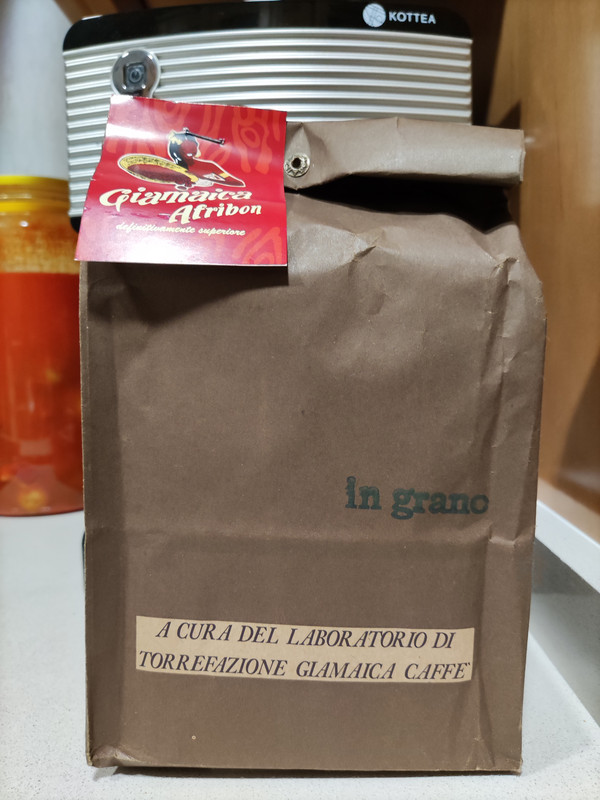 KOTTEA
Giamaica
Afribon
definitivamente superiore
in grano
A CURA DEL LABORATORIO DI
TORREFAZIONE GIAMAICA CAFFE'